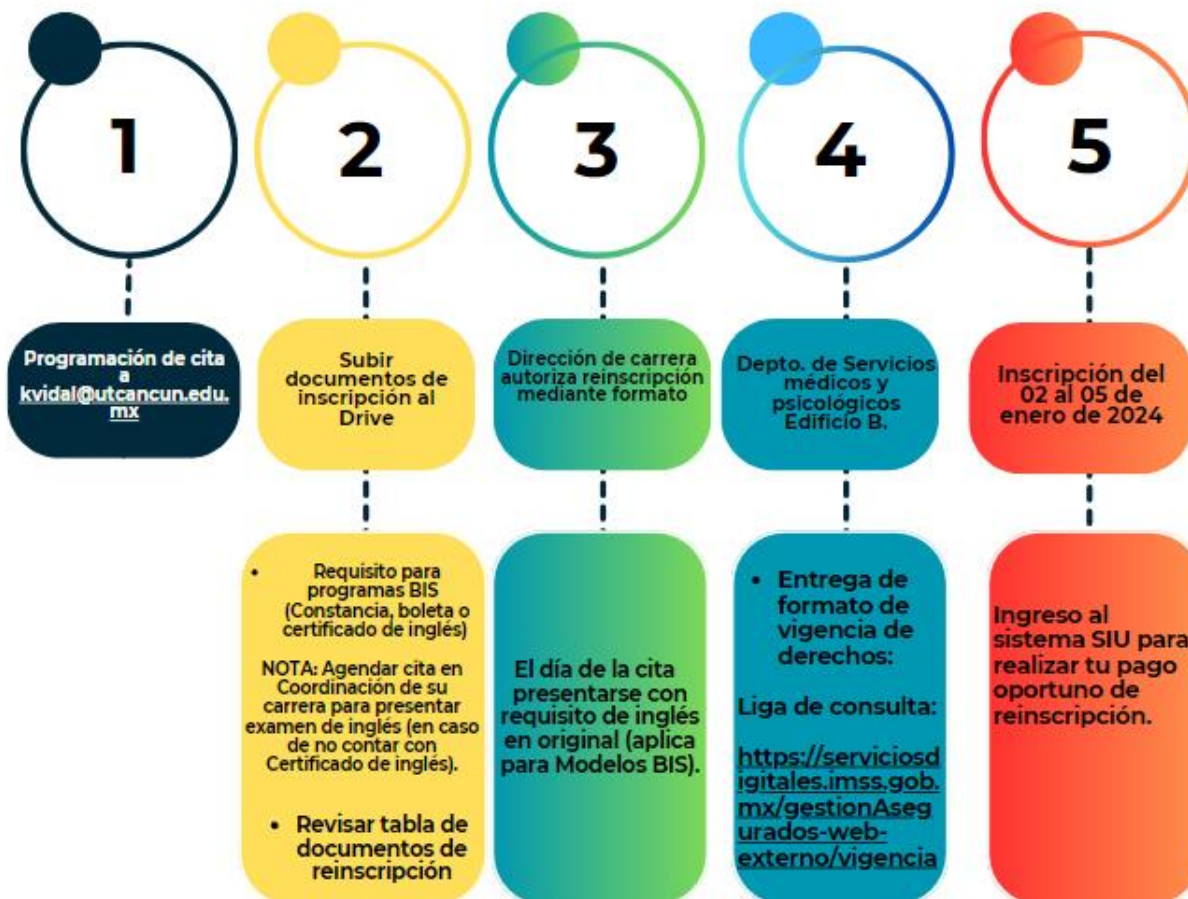 1
2
3
4
5
Programación de cita
a
kvidal@utcancun.edu.
mx
Subir
documentos de
inscripción al
Drive
Dirección de carrera
autoriza reinscripción
mediante formato
Depto. de Servicios
médicos y
psicológicos
Edificio B.
Inscripción del
02 al 05 de
enero de 2024
• Requisito para
programas BIS
(Constancia, boleta o
certificado de inglés)
NOTA: Agendar cita en
Coordinación de su
carrera para presentar
examen de inglés (en caso
de no contar con
Certificado de inglés).
• Revisar tabla de
documentos de
reinscripción
El día de la cita
presentarse con
requisito de inglés
en original (aplica
para Modelos BIS).
• Entrega de
formato de
vigencia de
derechos:
Liga de consulta:
https://serviciosd
igitales.imss.gob.
mx/gestionAseg
urados-web-
externo/vigencia
Ingreso al
sistema SIU para
realizar tu pago
oportuno de
reinscripción.